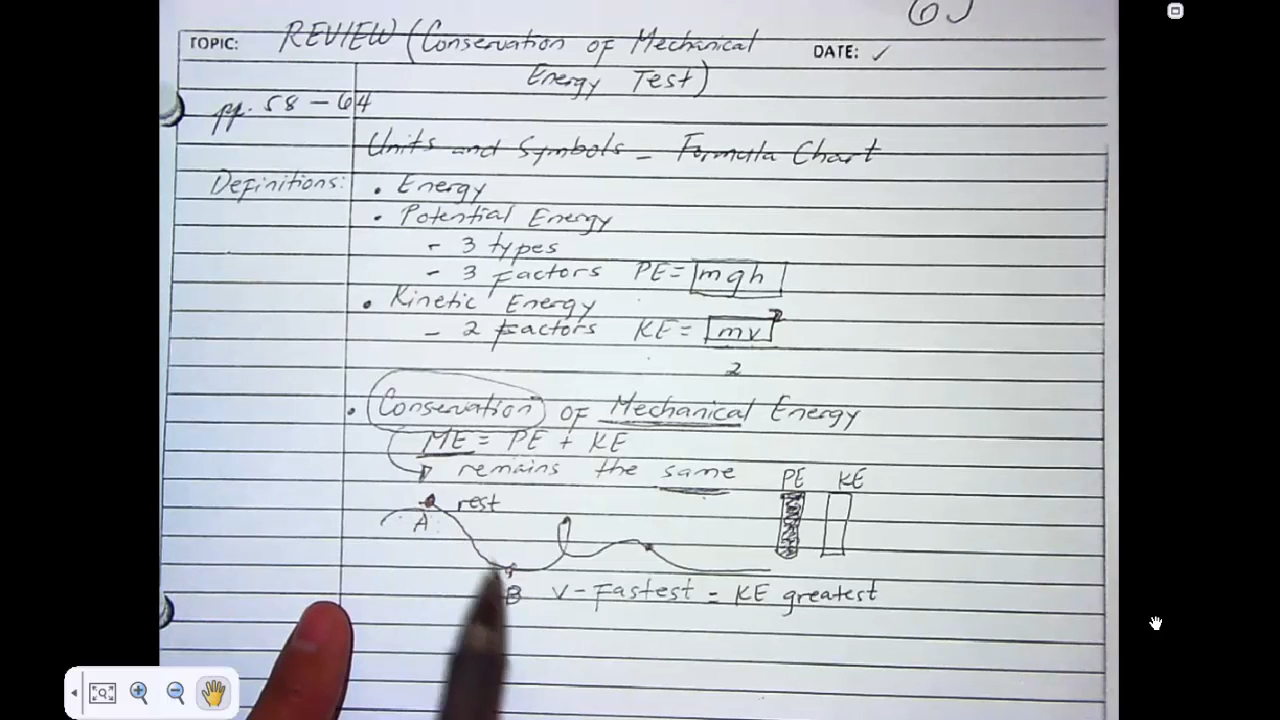 65
TOPIC: REVIEW (Conservation of Mechanical DATE: ✓
Energy Test)
pp. 58 - 64
Units and Symbols - Formula Chart
Definitions: • Energy
• Potential Energy
- 3 types
- 3 Factors PE = mgh
• Kinetic Energy
- 2 Factors KE = mv²
2
• Conservation of Mechanical Energy
ME = PE + KE
remains the same PE KE
rest
A
B V - Fastest = KE greatest